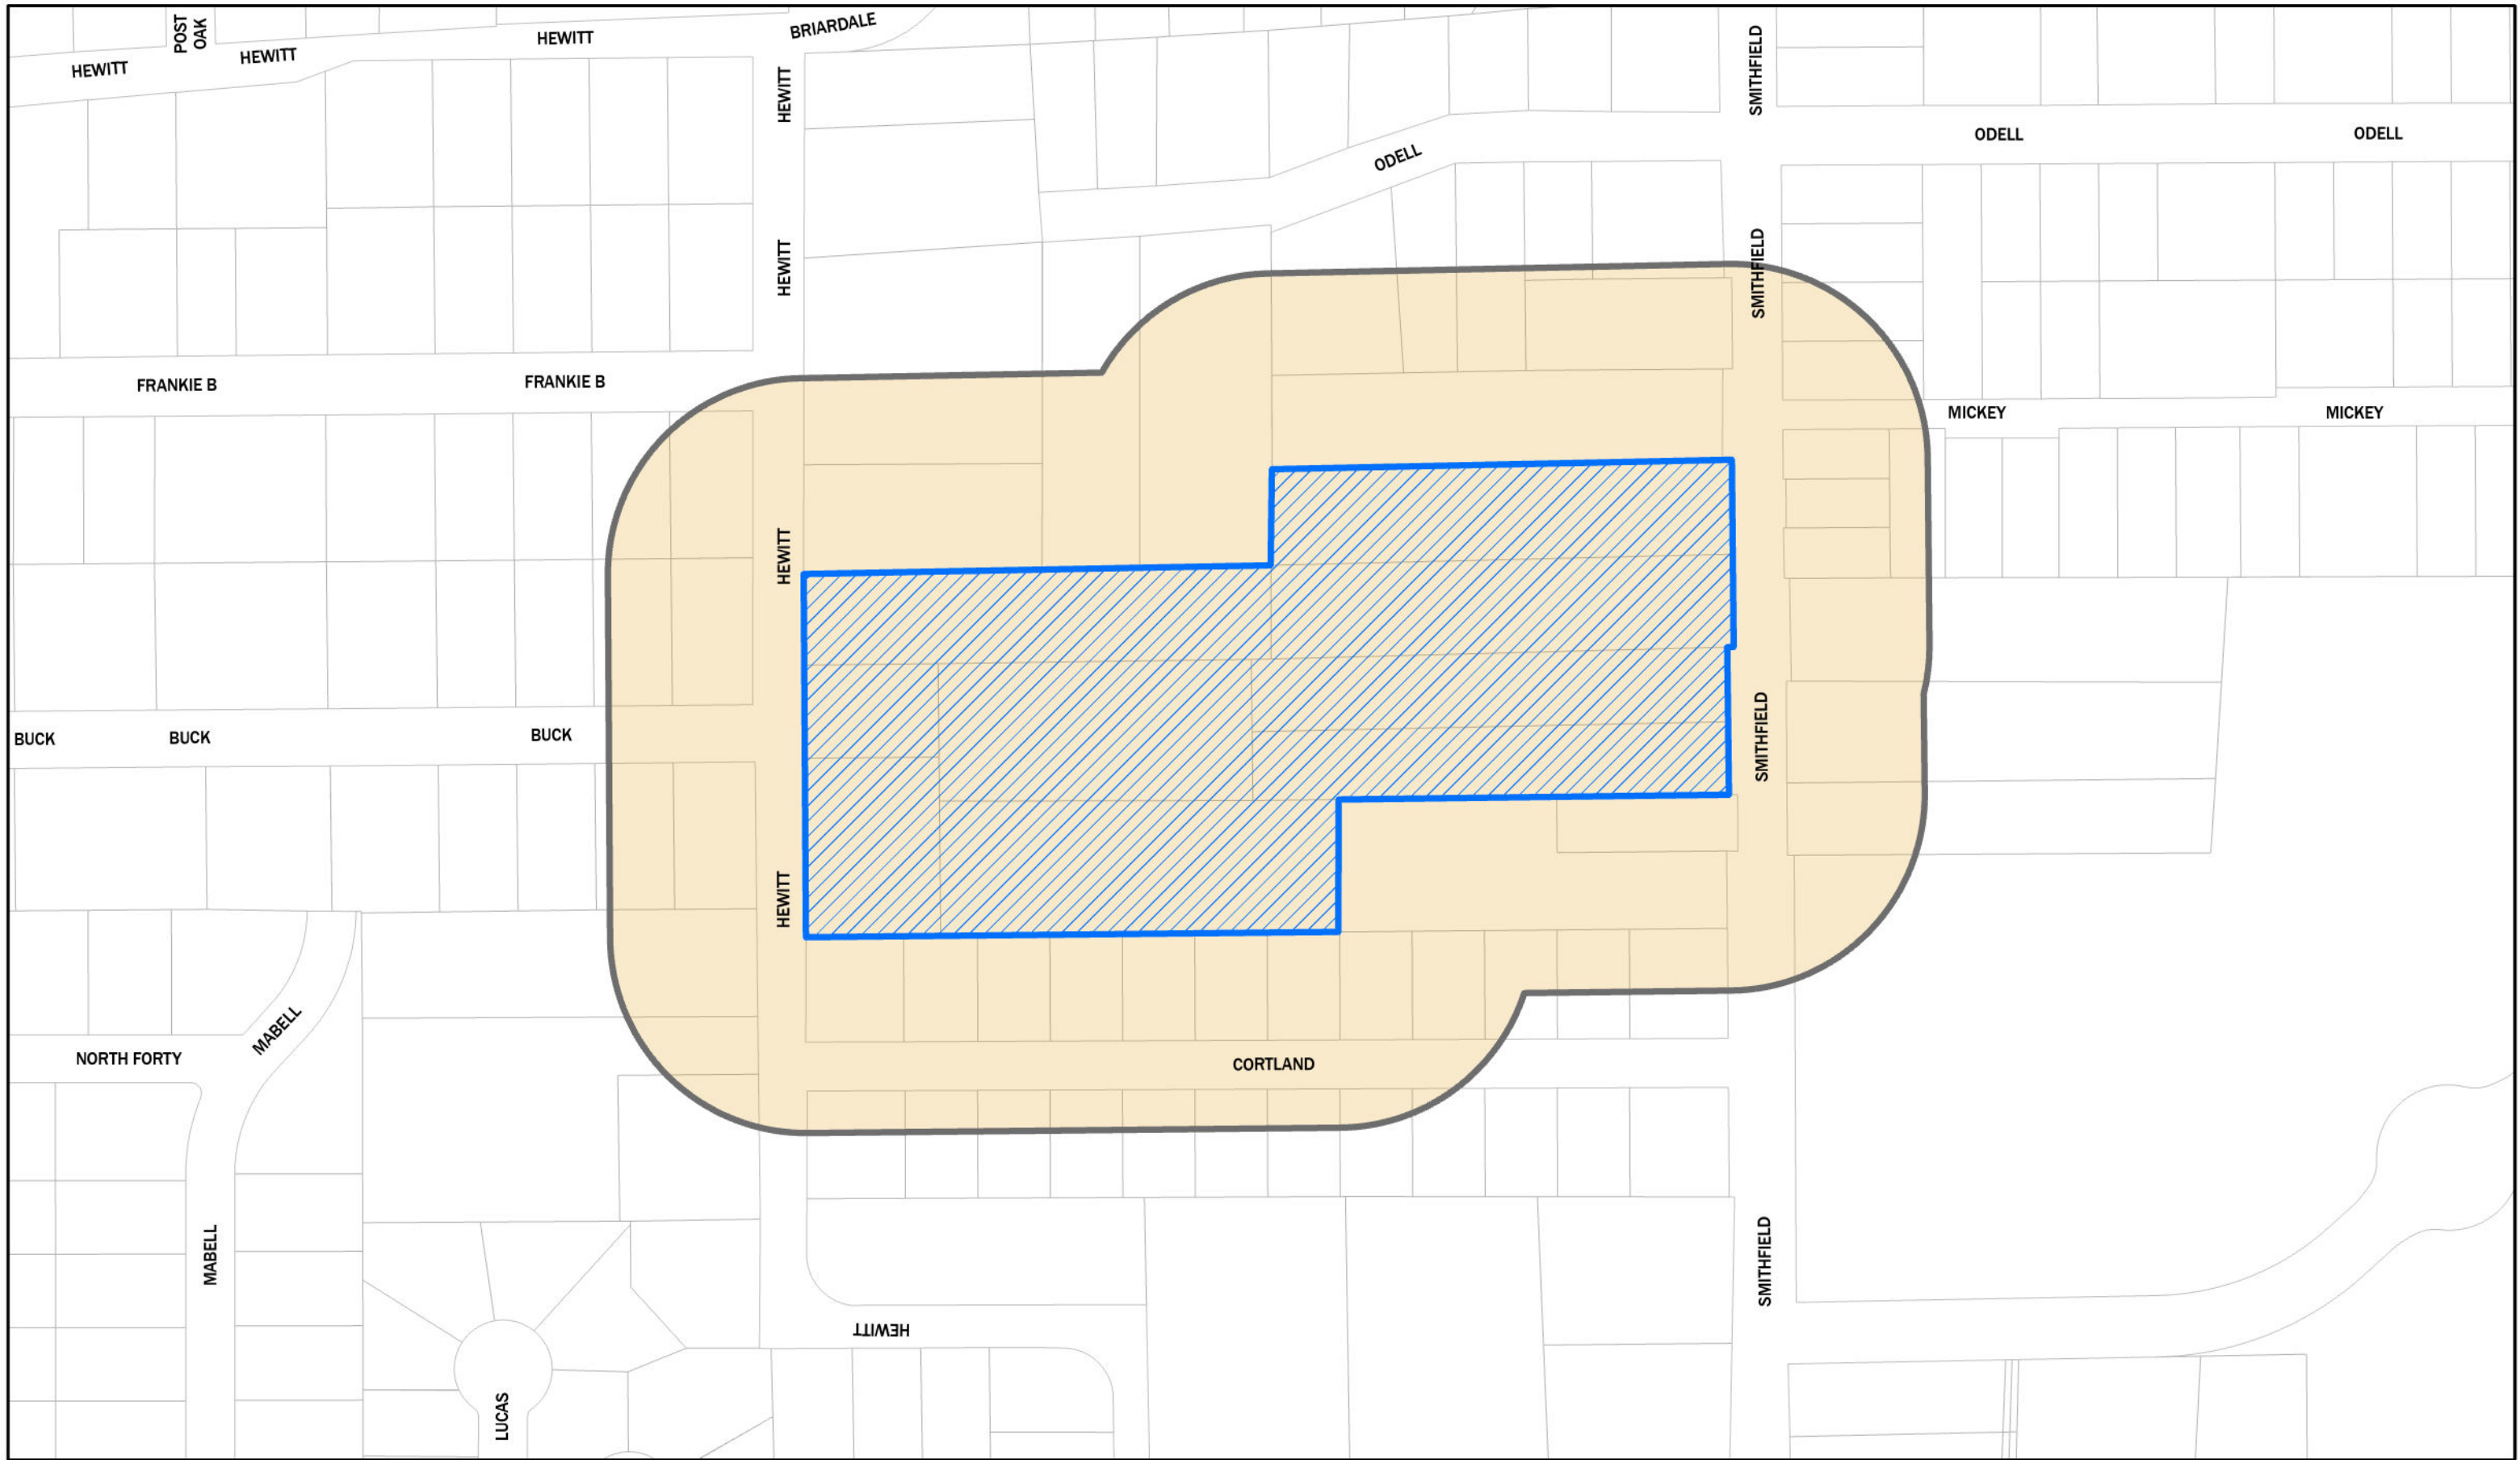 POST
OAK
BRIARDALE
HEWITT
HEWITT
HEWITT
HEWITT
SMITHFIELD
ODELL
ODELL
ODELL
HEWITT
SMITHFIELD
FRANKIE B
FRANKIE B
MICKEY
MICKEY
HEWITT
BUCK
BUCK
BUCK
SMITHFIELD
HEWITT
MABELL
NORTH FORTY
CORTLAND
MABELL
SMITHFIELD
HEWITT
LUCAS